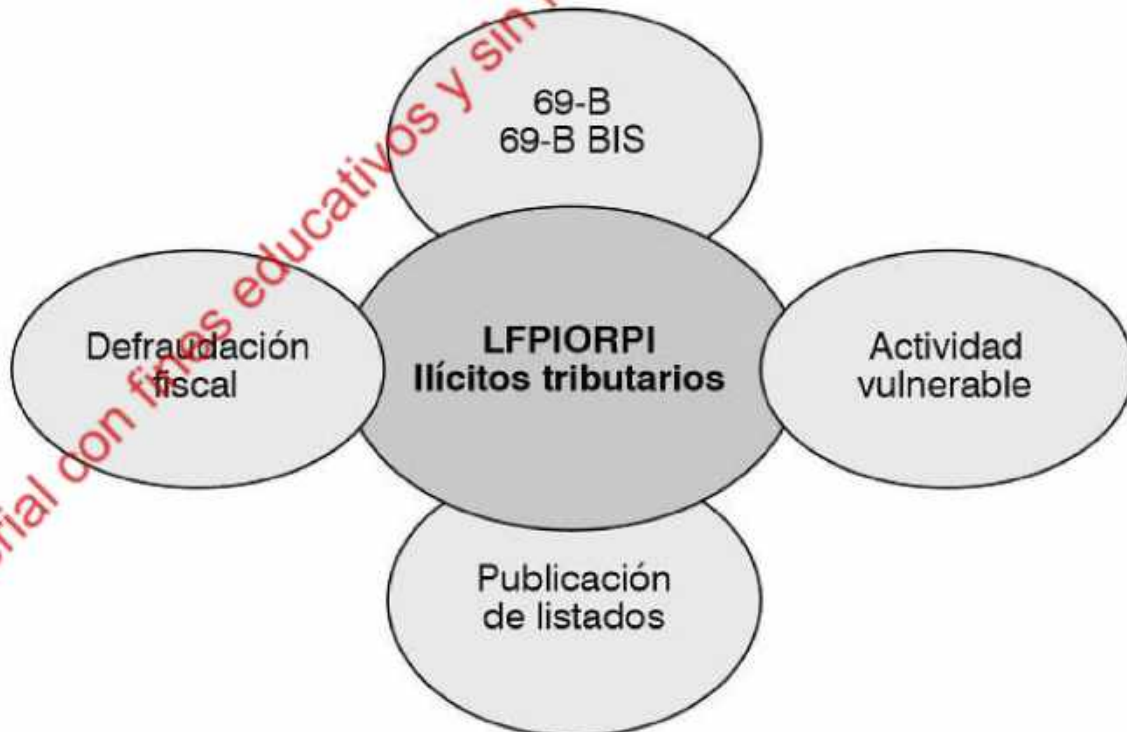 69-B
69-B BIS
Defraudación
fiscal
LFPIORPI
Ilícitos tributarios
Actividad
vulnerable
Publicación
de listados
con fines educativos y sin